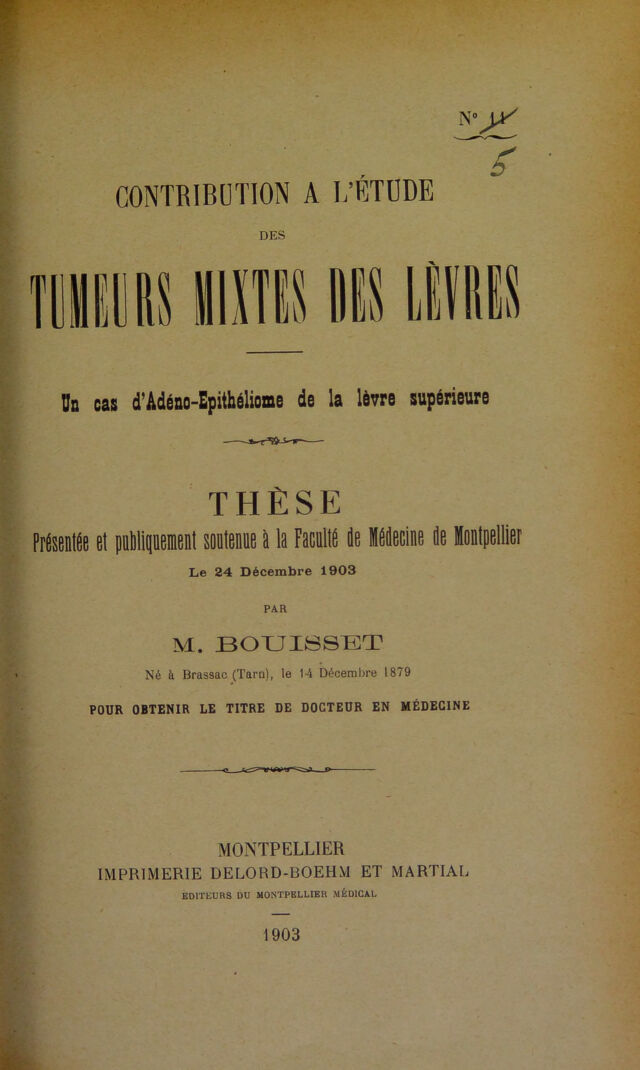 N° 11
5
CONTRIBUTION A L'ÉTUDE
DES
TUMEURS MIXTES DES LÈVRES
Un cas d'Adéno-Epithéliome de la lèvre supérieure
THÈSE
Présentée et publiquement soutenue à la Faculté de Médecine de Montpellier
Le 24 Décembre 1903
PAR
M. BOUISSET
Né à Brassac (Tarn), le 14 Décembre 1879
POUR OBTENIR LE TITRE DE DOCTEUR EN MÉDECINE
MONTPELLIER
IMPRIMERIE DELORD-BOEHM ET MARTIAL
EDITEURS DU MONTPELLIER MÉDICAL
1903